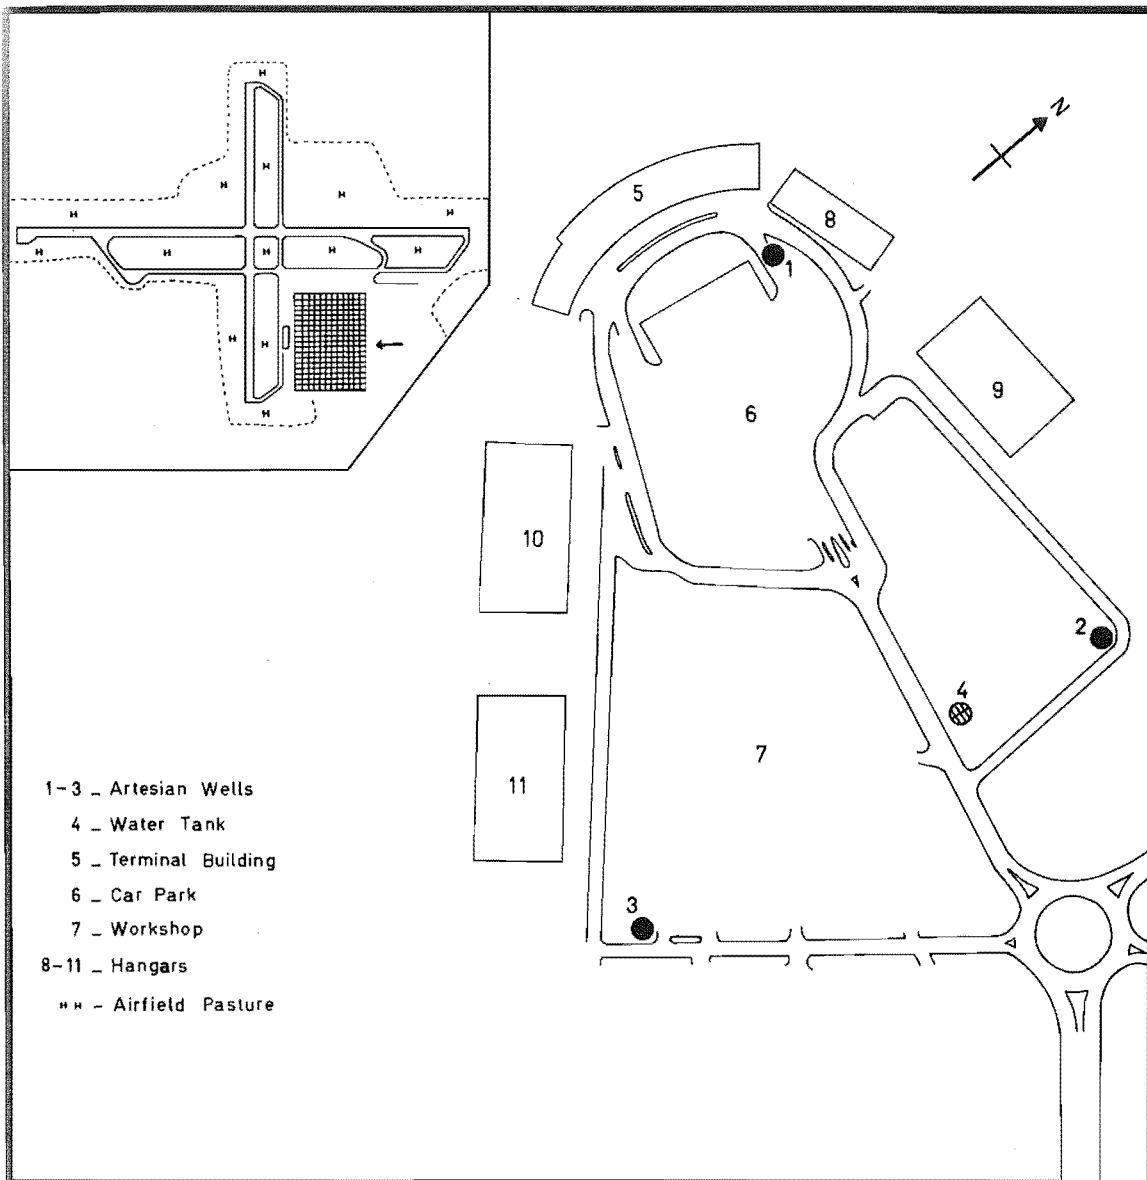 H
H
H
H
H
H
H
H
H
H
H
H
H
H
N
5
8
1
9
6
10
2
4
7
11
3
1-3 _ Artesian Wells
4 _ Water Tank
5 _ Terminal Building
6 _ Car Park
7 _ Workshop
8-11 _ Hangars
H H - Airfield Pasture